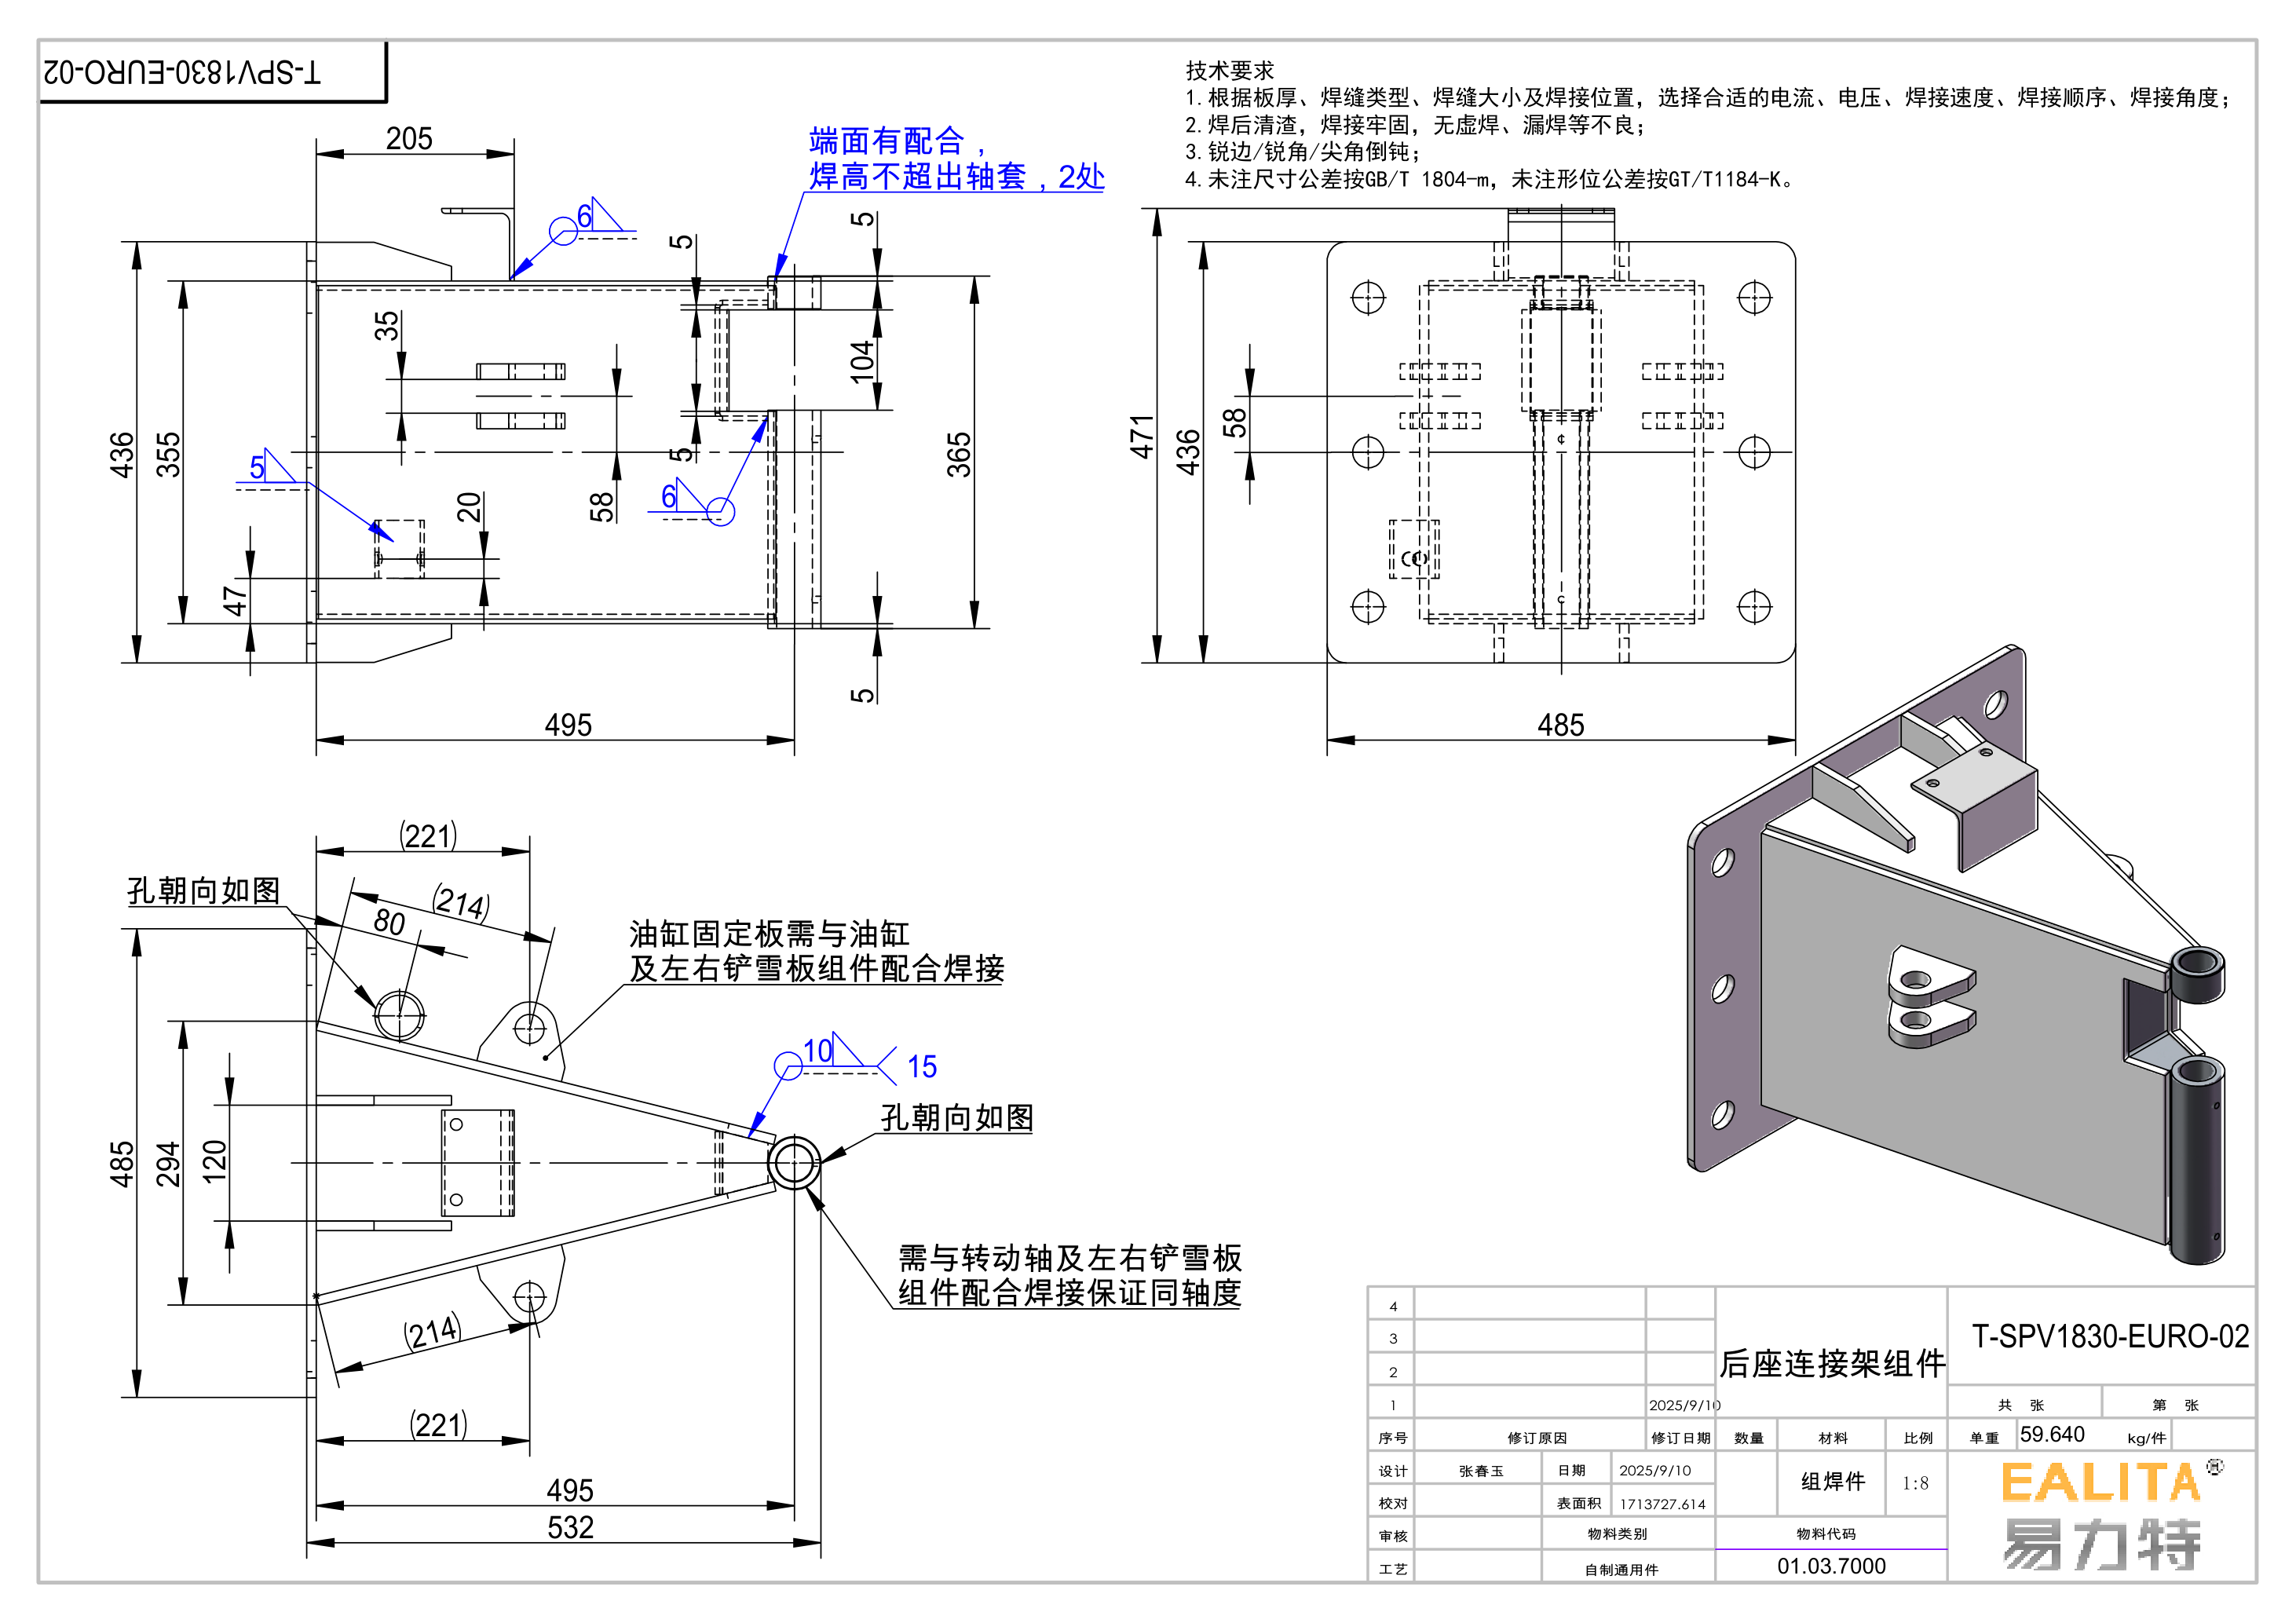 T-SPV1830-EURO-02
技术要求
1.根据板厚、焊缝类型、焊缝大小及焊接位置，选择合适的电流、电压、焊接速度、焊接顺序、焊接角度；
2.焊后清渣，焊接牢固，无虚焊、漏焊等不良；
3.锐边/锐角/尖角倒钝；
4.未注尺寸公差按GB/T 1804-m，未注形位公差按GT/T1184-K。
205
端面有配合，
焊高不超出轴套，2处
6
5
5
35
104
436
355
5
58
5
6
20
47
365
5
495
471
436
58
485
(221)
孔朝向如图
(214)
80
油缸固定板需与油缸
及左右铲雪板组件配合焊接
10
15
孔朝向如图
485
294
120
需与转动轴及左右铲雪板
组件配合焊接保证同轴度
(214)
(221)
495
532
4
3
2
1
2025/9/10
后座连接架组件
T-SPV1830-EURO-02
共 张
第 张
序号
修订原因
修订日期
数量
材料
比例
单重
59.640
kg/件
设计
张春玉
日期
2025/9/10
组焊件
1:8
校对
表面积
1713727.614
审核
物料类别
物料代码
工艺
自制通用件
01.03.7000
EALITA®
易力特